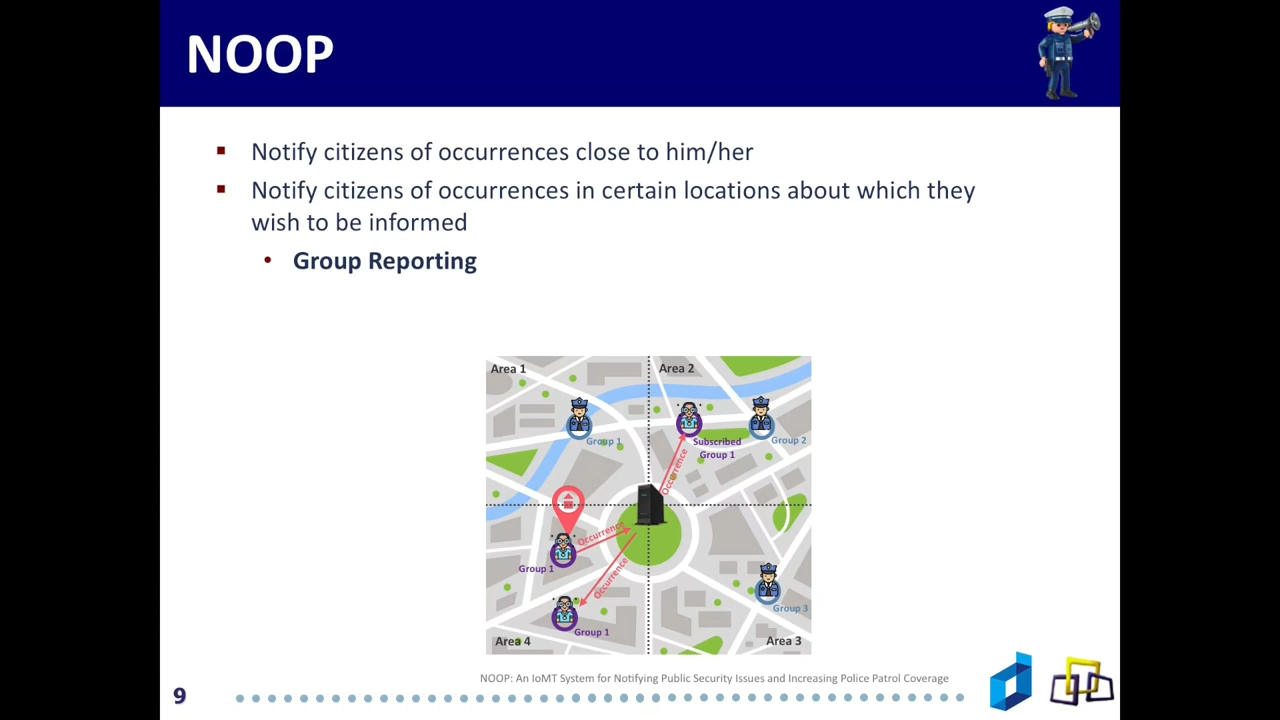 NOOP
Notify citizens of occurrences close to him/her
Notify citizens of occurrences in certain locations about which they
wish to be informed
Group Reporting
Area 1
Area 2
Group 1
Subscribed
Group 1
Group 2
Occurrence
Occurrence
Group 1
Occurrence
Group 3
Group 1
Area 4
Area 3
NOOP: An IoMT System for Notifying Public Security Issues and Increasing Police Patrol Coverage
9